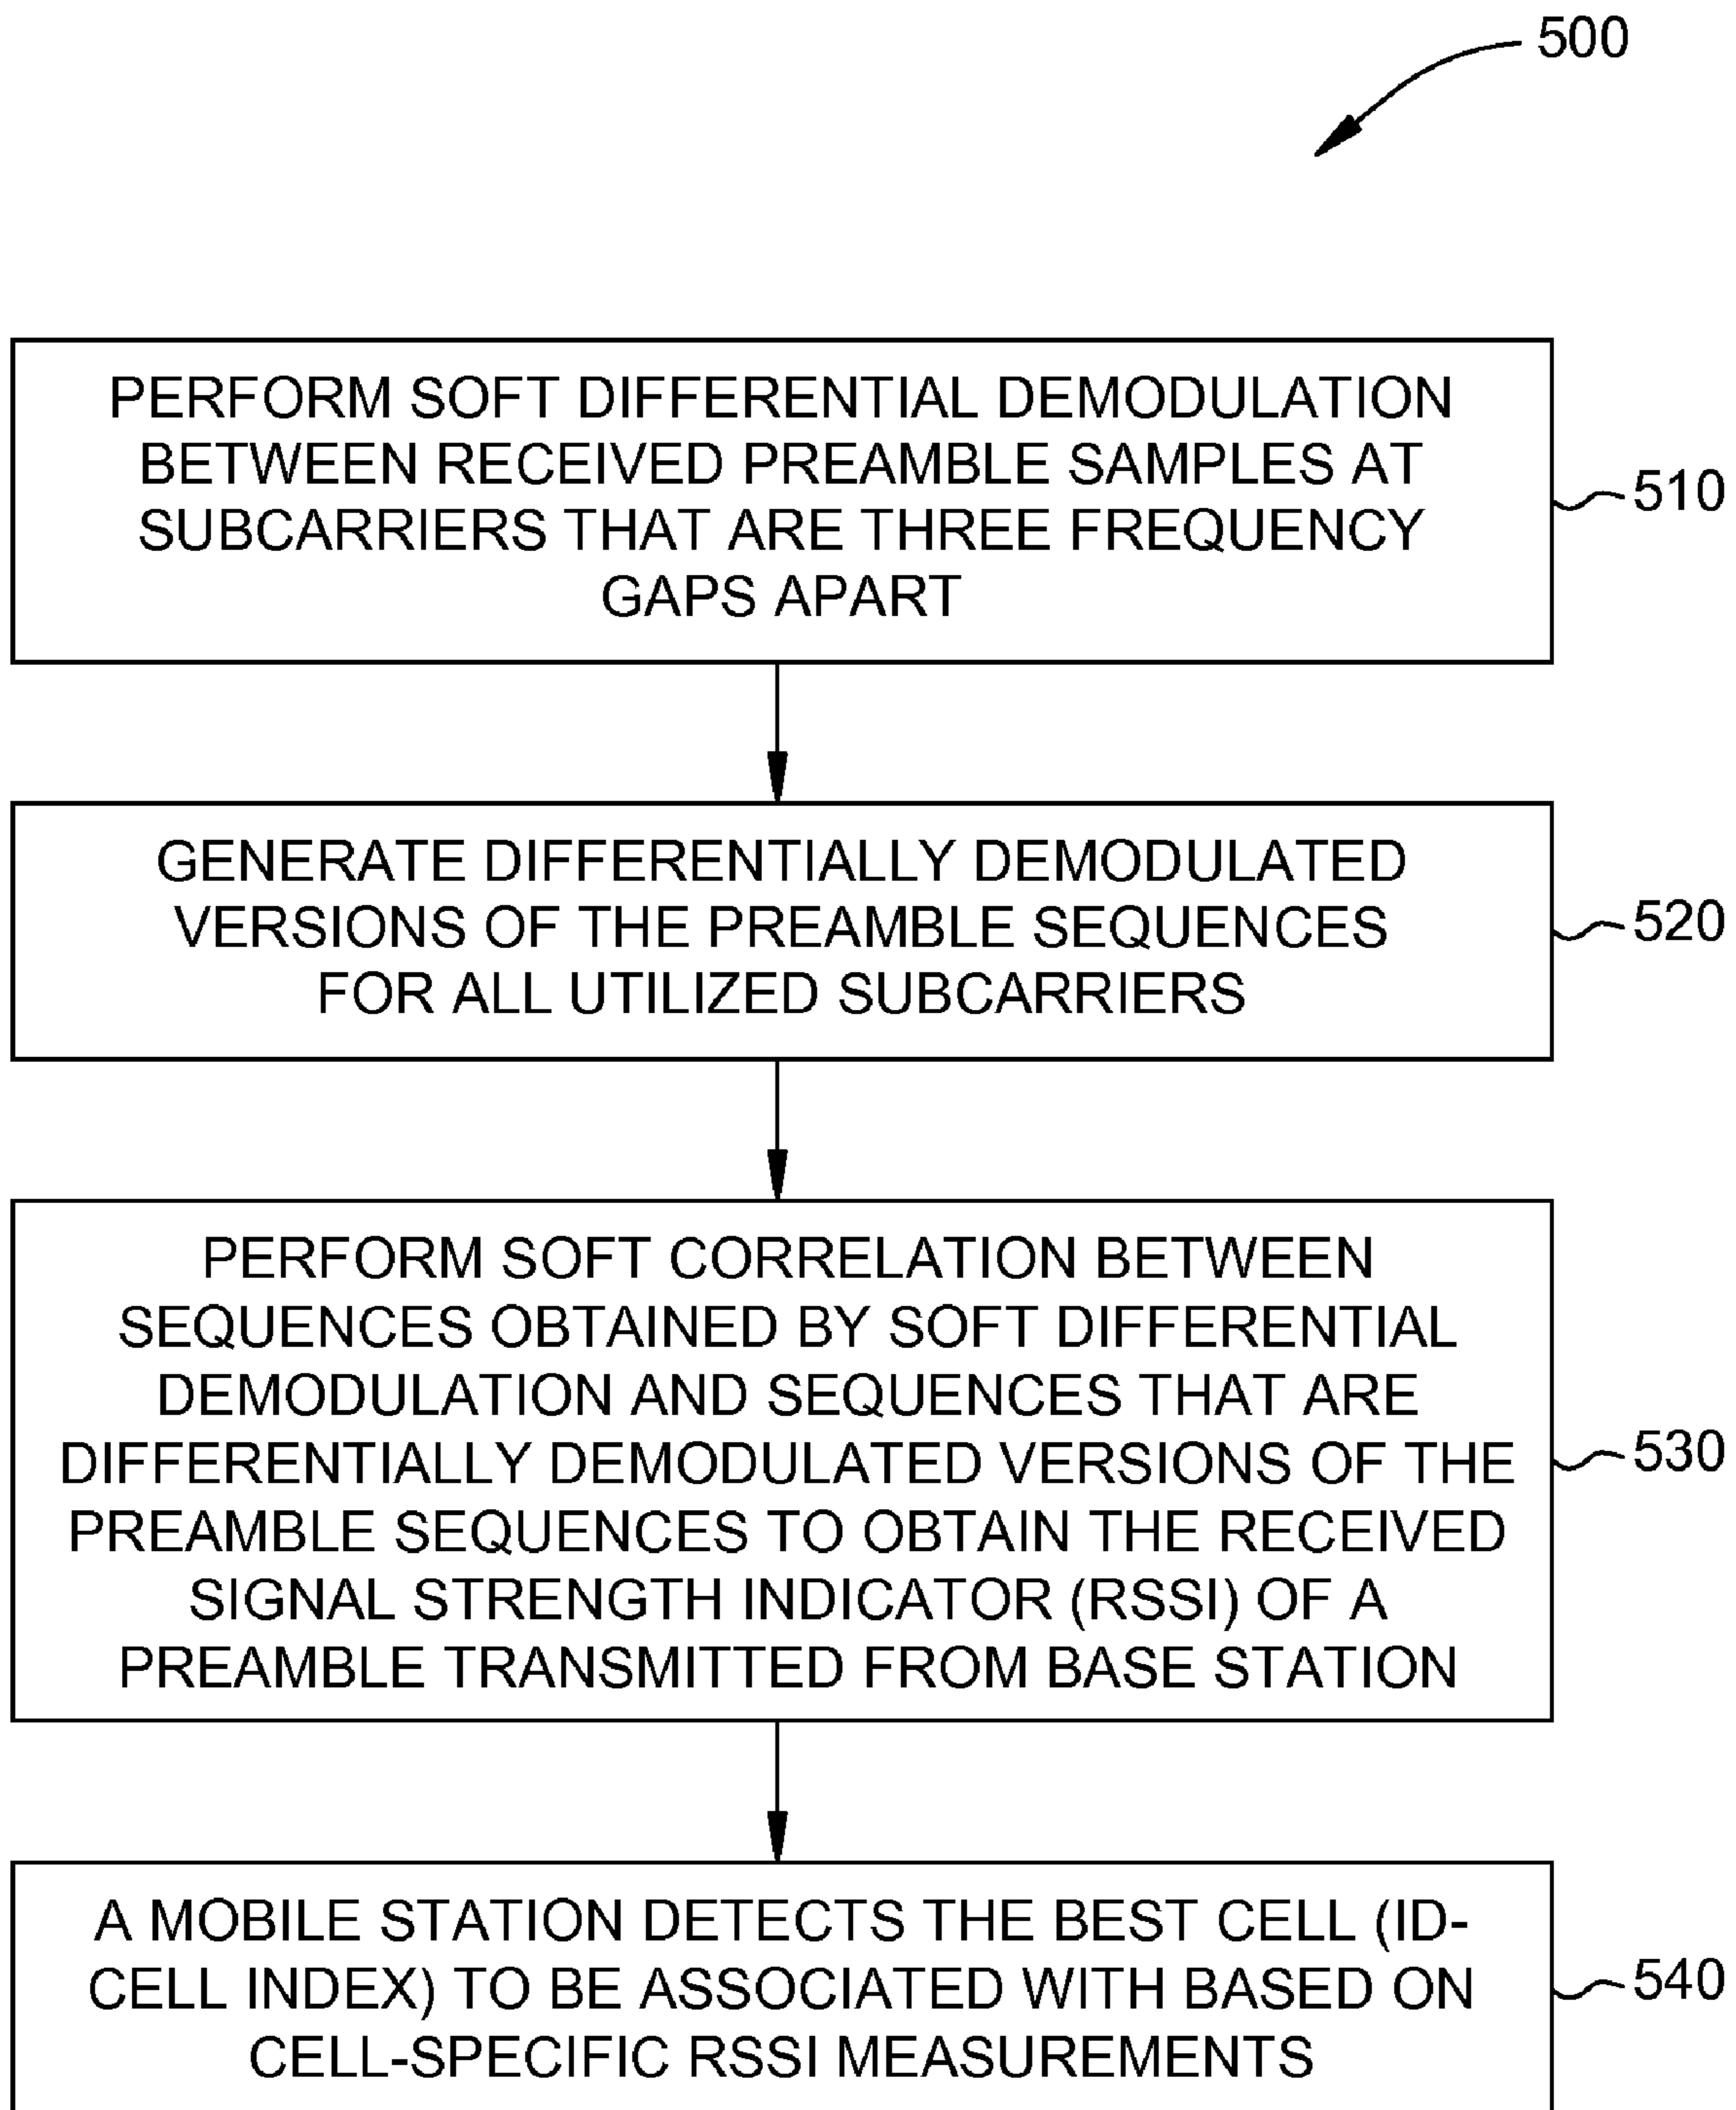 500
PERFORM SOFT DIFFERENTIAL DEMODULATION
BETWEEN RECEIVED PREAMBLE SAMPLES AT
SUBCARRIERS THAT ARE THREE FREQUENCY
GAPS APART
510
GENERATE DIFFERENTIALLY DEMODULATED
VERSIONS OF THE PREAMBLE SEQUENCES
FOR ALL UTILIZED SUBCARRIERS
520
PERFORM SOFT CORRELATION BETWEEN
SEQUENCES OBTAINED BY SOFT DIFFERENTIAL
DEMODULATION AND SEQUENCES THAT ARE
DIFFERENTIALLY DEMODULATED VERSIONS OF THE
PREAMBLE SEQUENCES TO OBTAIN THE RECEIVED
SIGNAL STRENGTH INDICATOR (RSSI) OF A
PREAMBLE TRANSMITTED FROM BASE STATION
530
A MOBILE STATION DETECTS THE BEST CELL (ID-
CELL INDEX) TO BE ASSOCIATED WITH BASED ON
CELL-SPECIFIC RSSI MEASUREMENTS
540